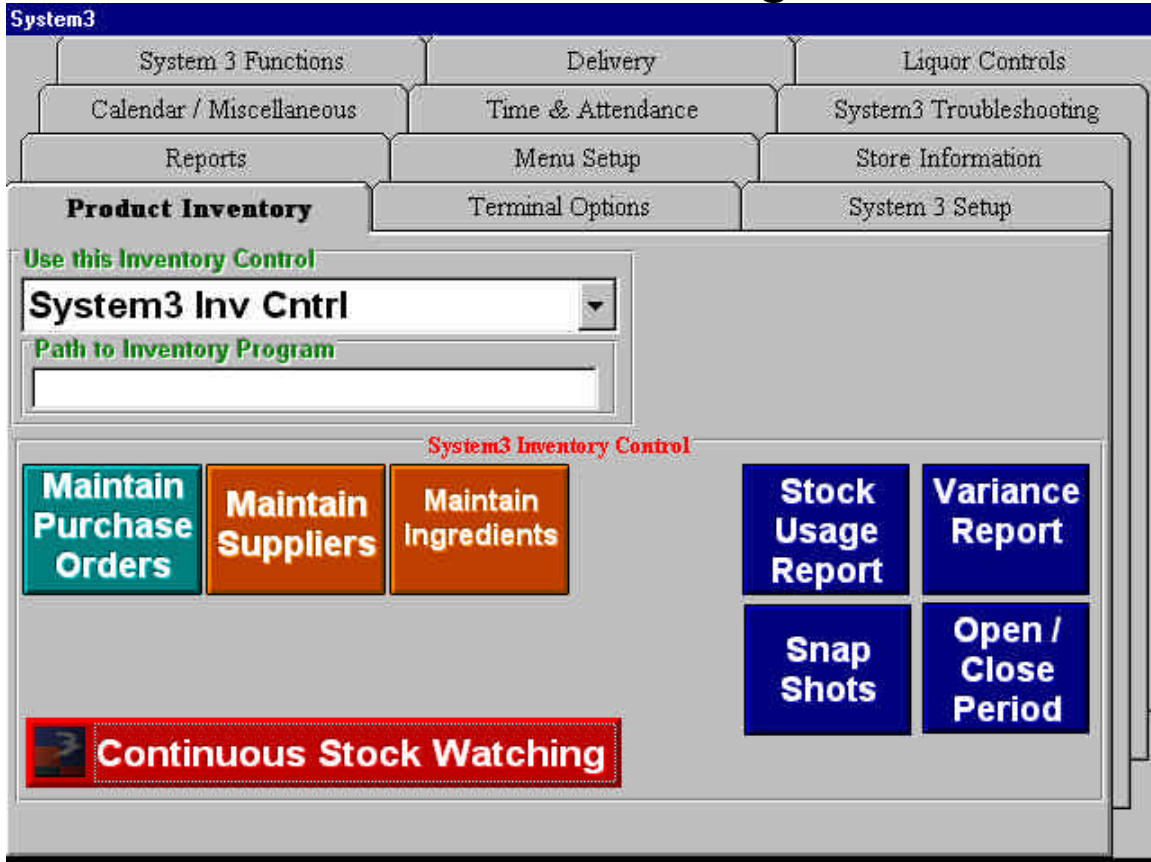 System3
System 3 Functions
Delivery
Liquor Controls
Calendar / Miscellaneous
Time & Attendance
System3 Troubleshooting
Reports
Menu Setup
Store Information
Product Inventory
Terminal Options
System 3 Setup
Use this Inventory Control
System3 Inv Cntrl
Path to Inventory Program
System3 Inventory Control
Maintain
Purchase
Orders
Maintain
Suppliers
Maintain
Ingredients
Stock
Usage
Report
Variance
Report
Snap
Shots
Open /
Close
Period
3
Continuous Stock Watching